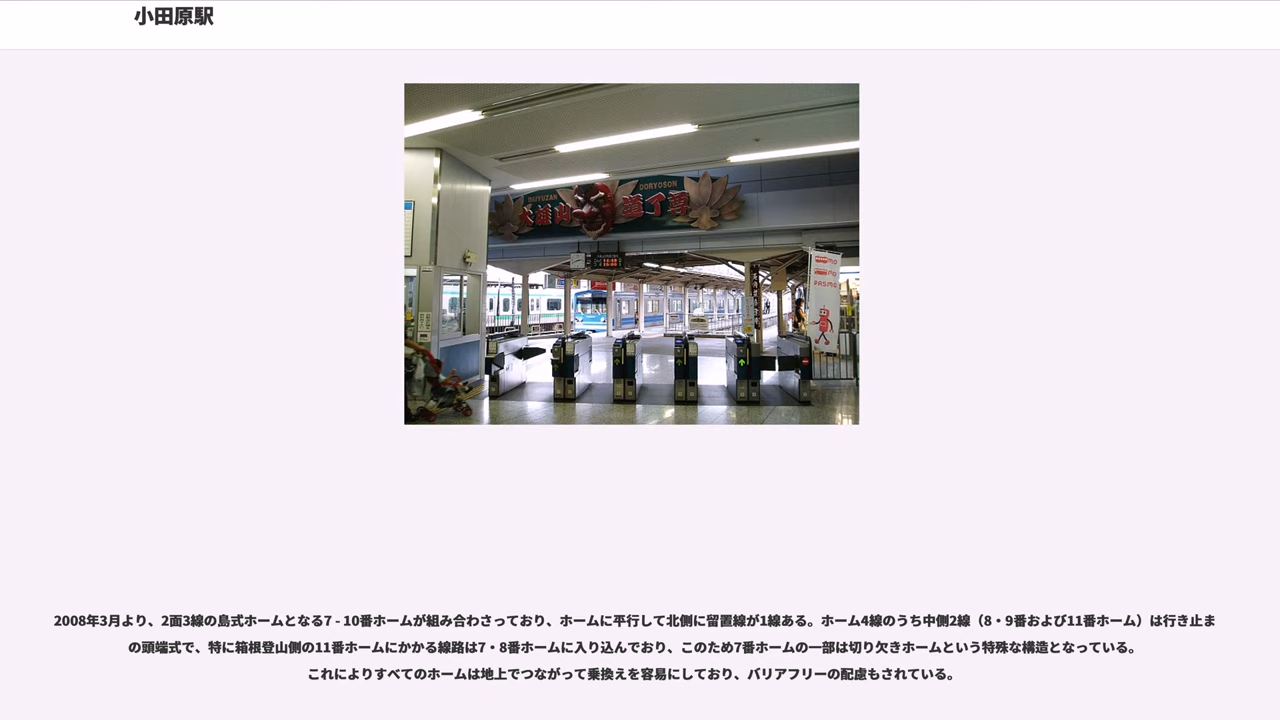 小田原駅
DAIYUZAN
DORYOSON
大雄山
道了尊
PASMO
2008年3月より、2面3線の島式ホームとなる7 - 10番ホームが組み合わさっており、ホームに平行して北側に留置線が1線ある。ホーム4線のうち中側2線（8・9番および11番ホーム）は行き止ま
の頭端式で、特に箱根登山側の11番ホームにかかる線路は7・8番ホームに入り込んでおり、このため7番ホームの一部は切り欠きホームという特殊な構造となっている。
これによりすべてのホームは地上でつながって乗換えを容易にしており、バリアフリーの配慮もされている。